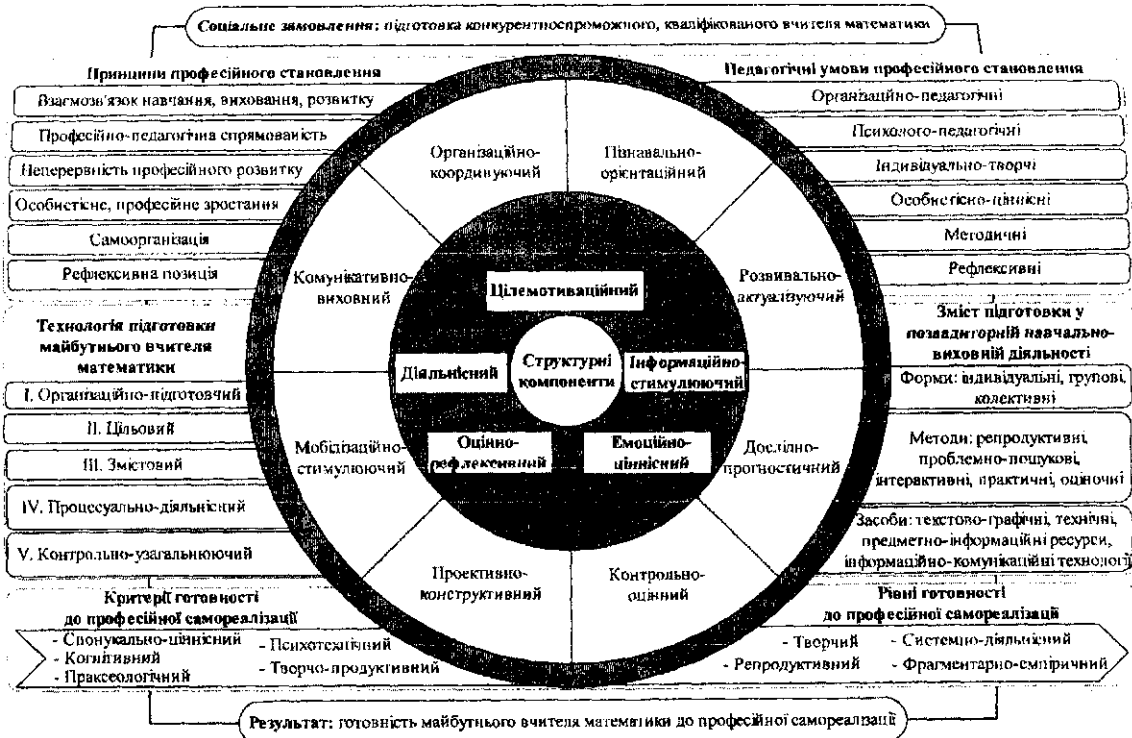 Соціальне замовлення: підготовка конкурентноспроможного, кваліфікованого вчителя математики
Принципи професійного становлення
Взаємозв'язок навчання, виховання, розвитку
Професійно-педагогічна спрямованість
Неперервність професійного розвитку
Особистісне, професійне зростання
Самоорганізація
Рефлексивна позиція
Технологія підготовки
майбутнього вчителя
математики
I. Організаційно-підготовчий
II. Цільовий
III. Змістовий
IV. Процесуально-діяльнісний
V. Контрольно-узагальнюючий
Критерії готовності
до професійної самореалізації
- Спонукально-ціннісний
- Когнітивний
- Праксеологічний
- Психотехнічний
- Творчо-продуктивний
Організаційно-
координуючий
Пізнавально-
орієнтаційний
Комунікативно-
виховний
Розвивально-
актуалізуючий
Мобілізаційно-
стимулюючий
Дослідно-
прогностичний
Проективно-
конструктивний
Контрольно-
оцінний
Цілемотиваційний
Діяльнісний
Структурні
компоненти
Інформаційно-
стимулюючий
Оцінно-
рефлексивний
Емоційно-
ціннісний
Педагогічні умови професійного становлення
Організаційно-педагогічні
Психолого-педагогічні
Індивідуально-творчі
Особистісно-ціннісні
Методичні
Рефлексивні
Зміст підготовки у
позаадиторній навчально-
виховній діяльності
Форми: індивідуальні, групові,
колективні
Методи: репродуктивні,
проблемно-пошукові,
інтерактивні, практичні, оціночні
Засоби: текстово-графічні, технічні,
предметно-інформаційні ресурси,
інформаційно-комунікаційні технології
Рівні готовності
до професійної самореалізації
- Творчий
- Репродуктивний
- Системно-діяльнісний
- Фрагментарно-емпіричний
Результат: готовність майбутнього вчителя математики до професійної самореалізації